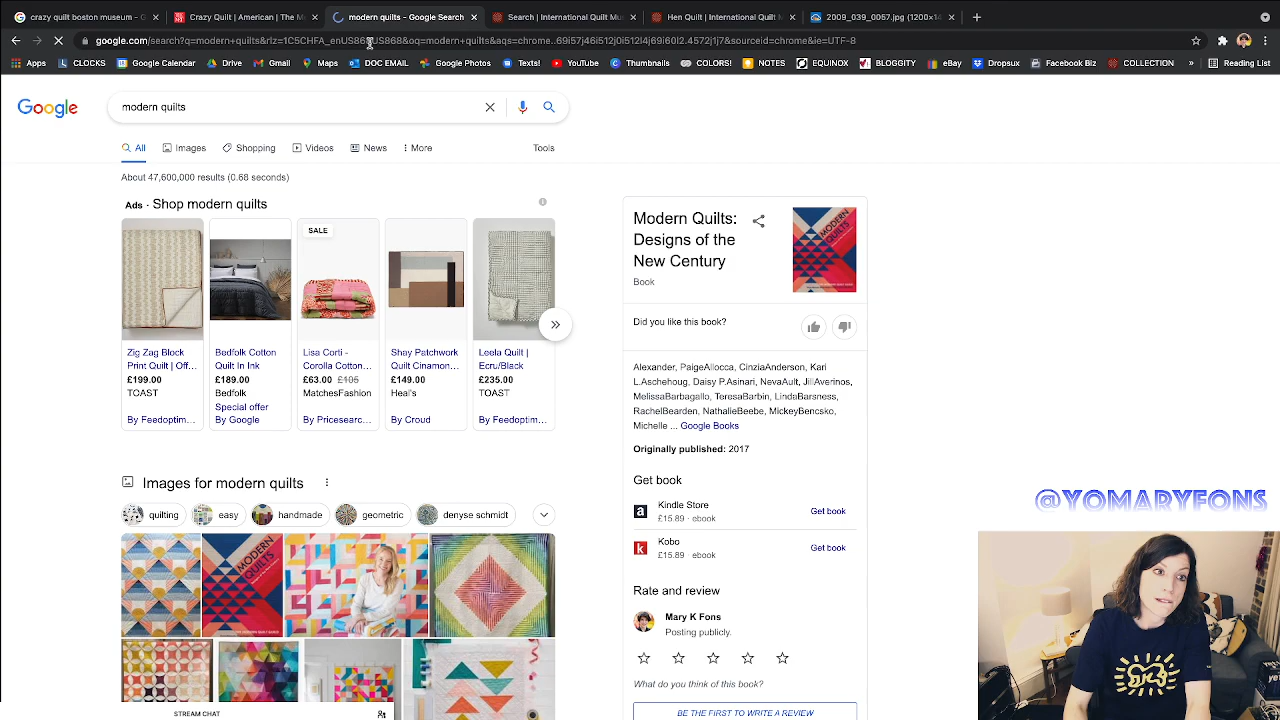 crazy quilt boston museum - G
Crazy Quilt | American | The M
modern quilts - Google Search
Search | International Quilt Mus
Hen Quilt | International Quilt M
2009_039_0057.jpg (1200×14
google.com/search?q=modern+quilts&rlz=1C5CHFA_enUS868US868&oq=modern+quilts&aqs=chrome..69i57j46i512j0i512l4j69i60l2.4572j1j7&sourceid=chrome&ie=UTF-8
Apps
CLOCKS
Google Calendar
Drive
Gmail
Maps
DOC EMAIL
Google Photos
Texts!
YouTube
Thumbnails
COLORS!
NOTES
EQUINOX
BLOGGITY
eBay
Dropsux
Facebook Biz
COLLECTION
»
Reading List
Google
modern quilts
All
Images
Shopping
Videos
News
More
Tools
About 47,600,000 results (0.68 seconds)
Ads · Shop modern quilts
SALE
Zig Zag Block
Print Quilt | Off...
£199.00
TOAST
By Feedoptim...
Bedfolk Cotton
Quilt In Ink
£189.00
Bedfolk
Special offer
By Google
Lisa Corti -
Corolla Cotton...
£63.00 £105
MatchesFashion
By Pricesearc...
Shay Patchwork
Quilt Cinamon...
£149.00
Heal's
By Croud
Leela Quilt |
Ecru/Black
£235.00
TOAST
By Feedoptim...
Images for modern quilts
quilting
easy
handmade
geometric
denyse schmidt
MODERN
QUILTS
STREAM CHAT
Modern Quilts:
Designs of the
New Century
Book
MODERN
QUILTS
Did you like this book?
Alexander, PaigeAllocca, CinziaAnderson, Kari
L.Aschehoug, Daisy P.Asinari, NevaAult, JillAverinos,
MelissaBarbagallo, TeresaBarbin, LindaBarsness,
RachelBearden, NathalieBeebe, MickeyBencsko,
Michelle ... Google Books
Originally published: 2017
Get book
Kindle Store
£15.89 · ebook
Get book
Kobo
£15.89 · ebook
Get book
Rate and review
Mary K Fons
Posting publicly.
What do you think of this book?
BE THE FIRST TO WRITE A REVIEW
@YOMARYFONS